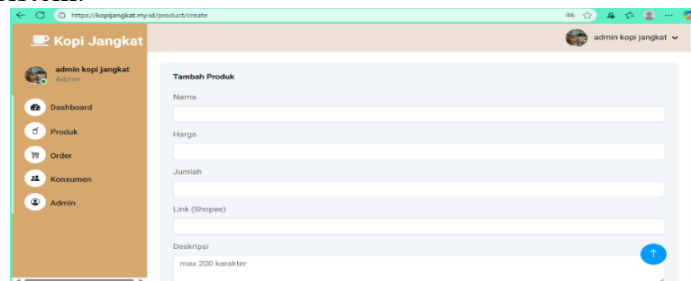 https://kopijangkat.my.id/product/create
Kopi Jangkat
admin kopi jangkat
admin kopi jangkat
Admin
Dashboard
Produk
Order
Konsumen
Admin
Tambah Produk
Nama
Harga
Jumlah
Link (Shopee)
Deskripsi
max 200 karakter